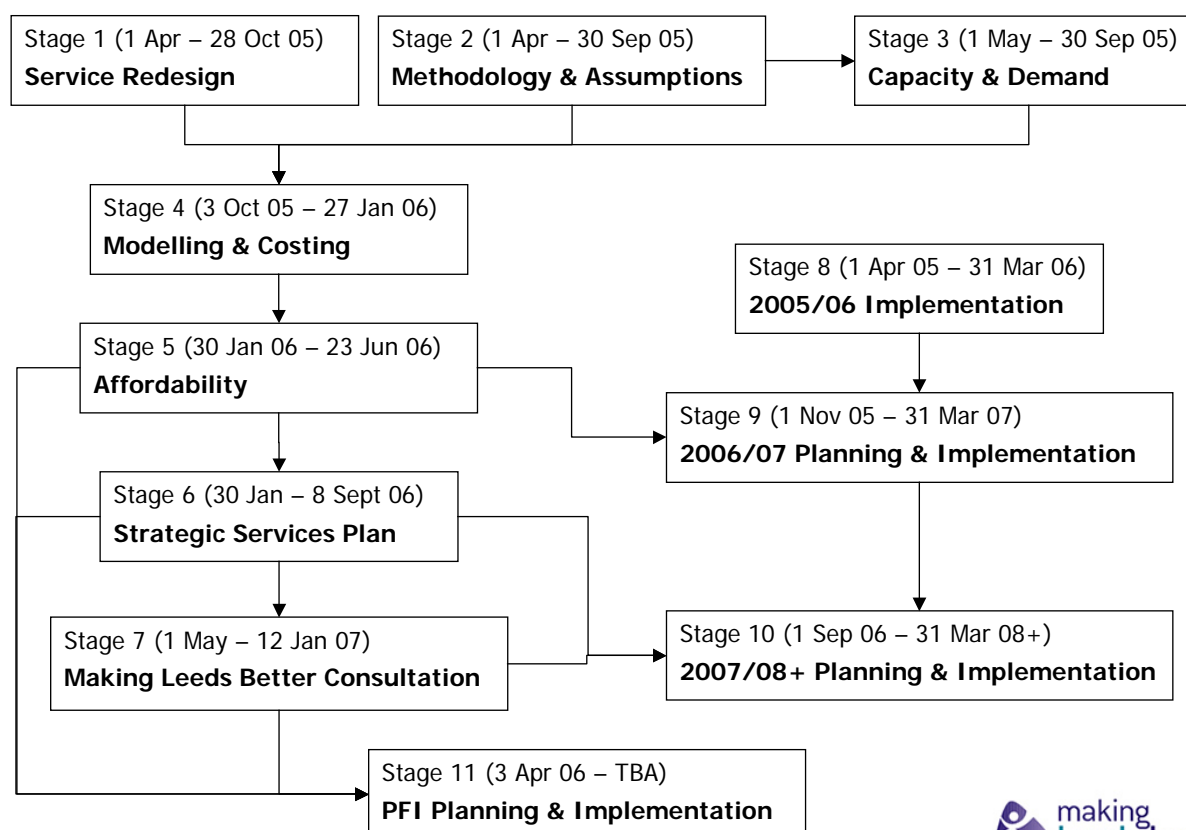 Stage 1 (1 Apr – 28 Oct 05)
Service Redesign
Stage 2 (1 Apr – 30 Sep 05)
Methodology & Assumptions
Stage 3 (1 May – 30 Sep 05)
Capacity & Demand
Stage 4 (3 Oct 05 – 27 Jan 06)
Modelling & Costing
Stage 8 (1 Apr 05 – 31 Mar 06)
2005/06 Implementation
Stage 5 (30 Jan 06 – 23 Jun 06)
Affordability
Stage 9 (1 Nov 05 – 31 Mar 07)
2006/07 Planning & Implementation
Stage 6 (30 Jan – 8 Sept 06)
Strategic Services Plan
Stage 7 (1 May – 12 Jan 07)
Making Leeds Better Consultation
Stage 10 (1 Sep 06 – 31 Mar 08+)
2007/08+ Planning & Implementation
Stage 11 (3 Apr 06 – TBA)
PFI Planning & Implementation
making